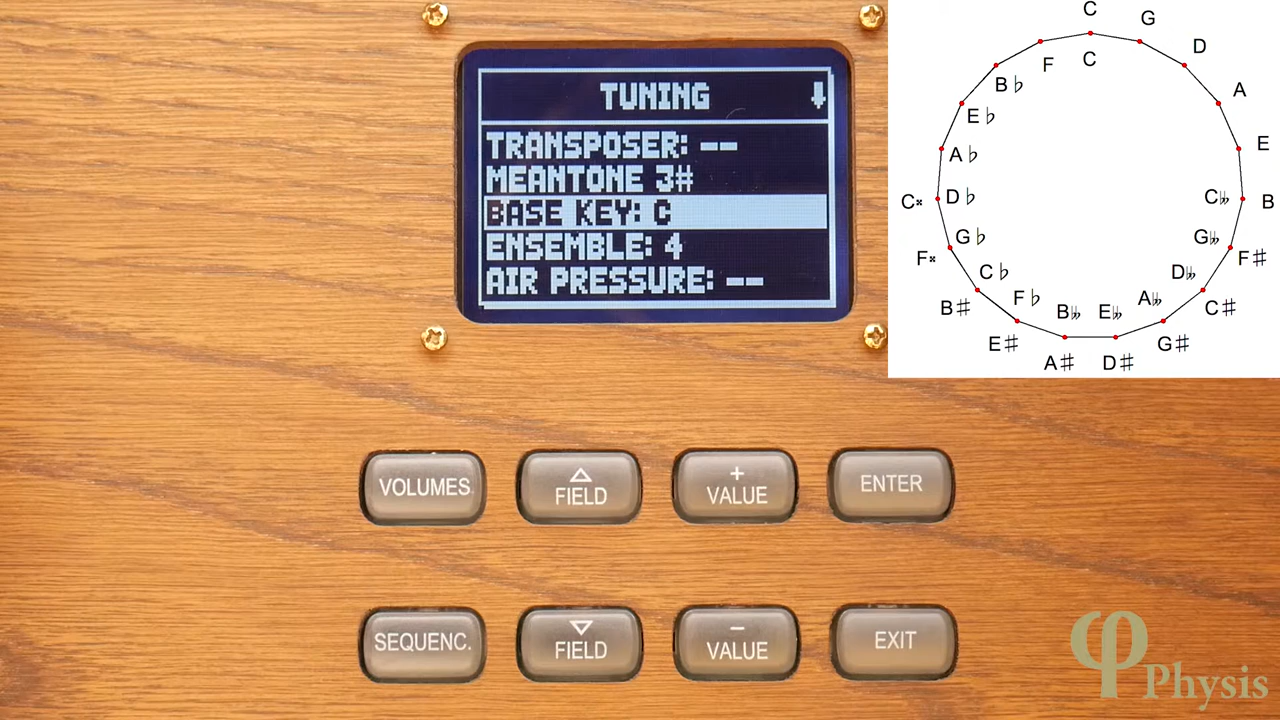 TUNING
TRANSPOSER: --
MEANTONE 3#
BASE KEY: C
ENSEMBLE: 4
AIR PRESSURE: --
C
G
D
A
E
B
F♯
C♯
G♯
D♯
A♯
E♯
B♯
F𝄪
C𝄪
C
F
B♭
E♭
A♭
D♭
G♭
C♭
F♭
B𝄫
E𝄫
A𝄫
D𝄫
G𝄫
C𝄫
VOLUMES
FIELD
+ VALUE
ENTER
SEQUENC.
FIELD
− VALUE
EXIT
φ Physis